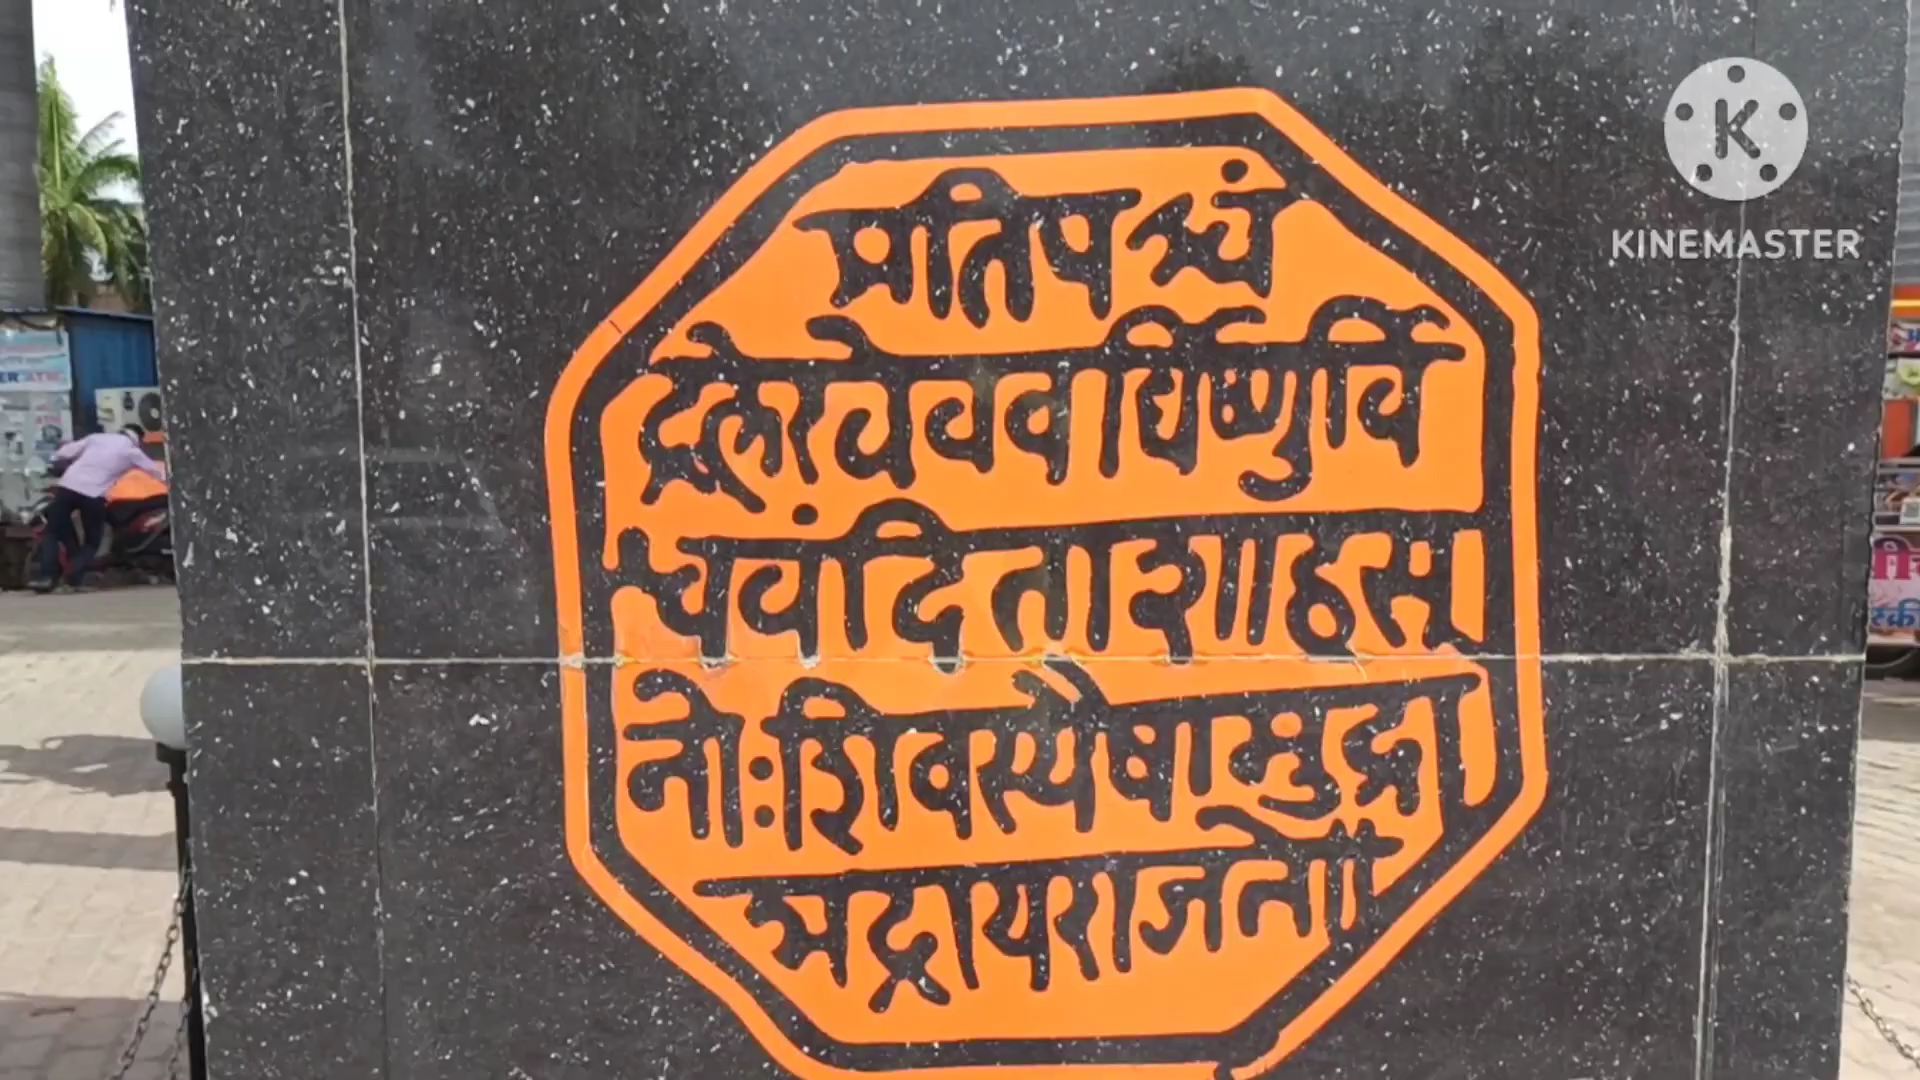 प्रतिपच्चं
द्रलेखेववर्धिष्णुर्वि
श्ववंदिताशाहसू
नोःशिवस्यैषामुद्रा
भद्रायराजते
KINEMASTER